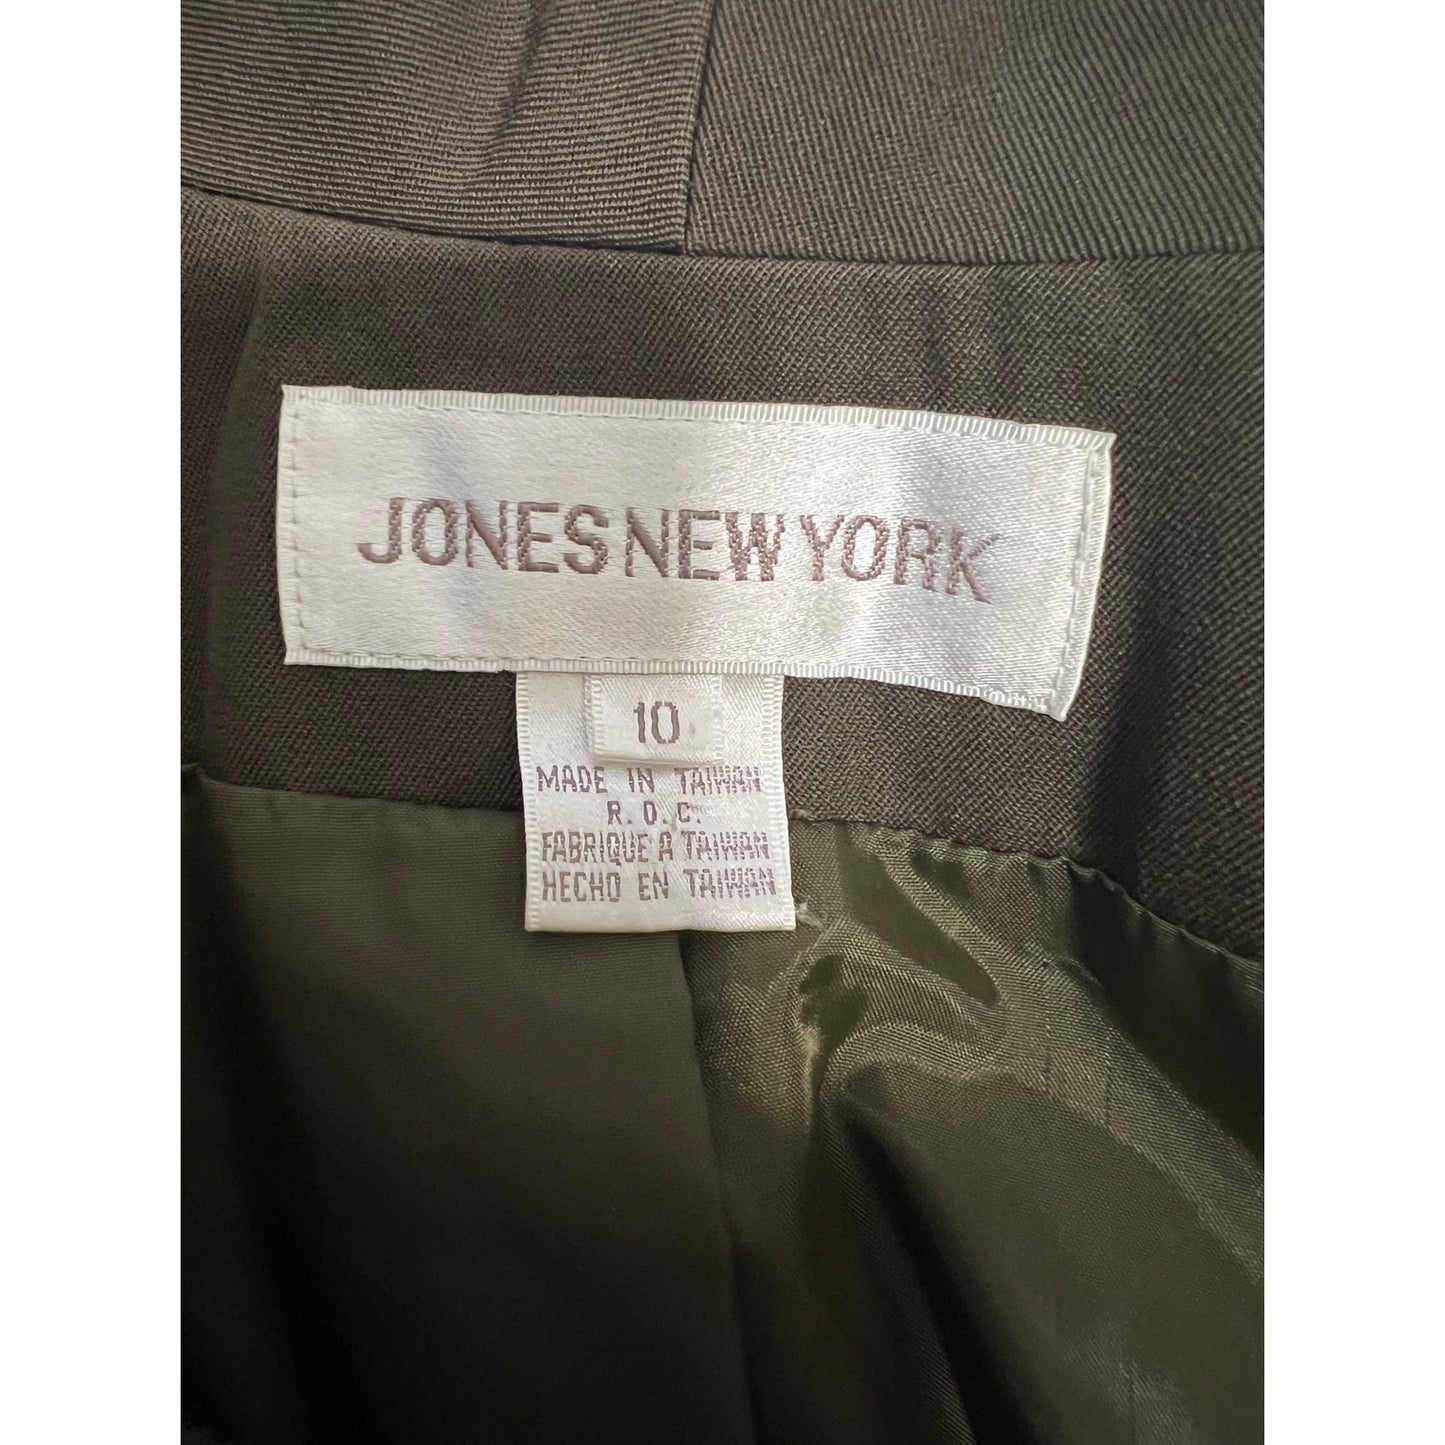 JONES NEW YORK
10
MADE IN TAIWAN
R.O.C.
FABRIQUE A TAIWAN
HECHO EN TAIWAN